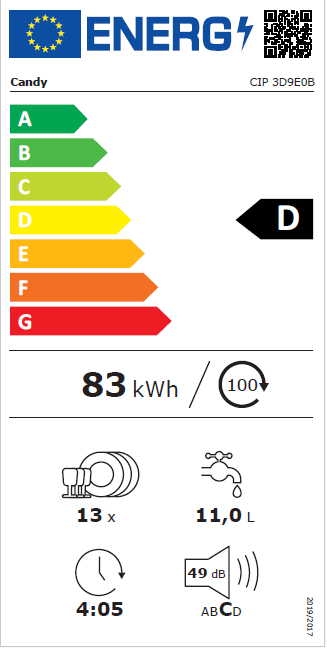 ENERG
Candy CIP 3D9E0B
A
B
C
D
D
E
F
G
83 kWh / 100
13 x
11,0 L
4:05
49 dB
ABCD
2019/2017